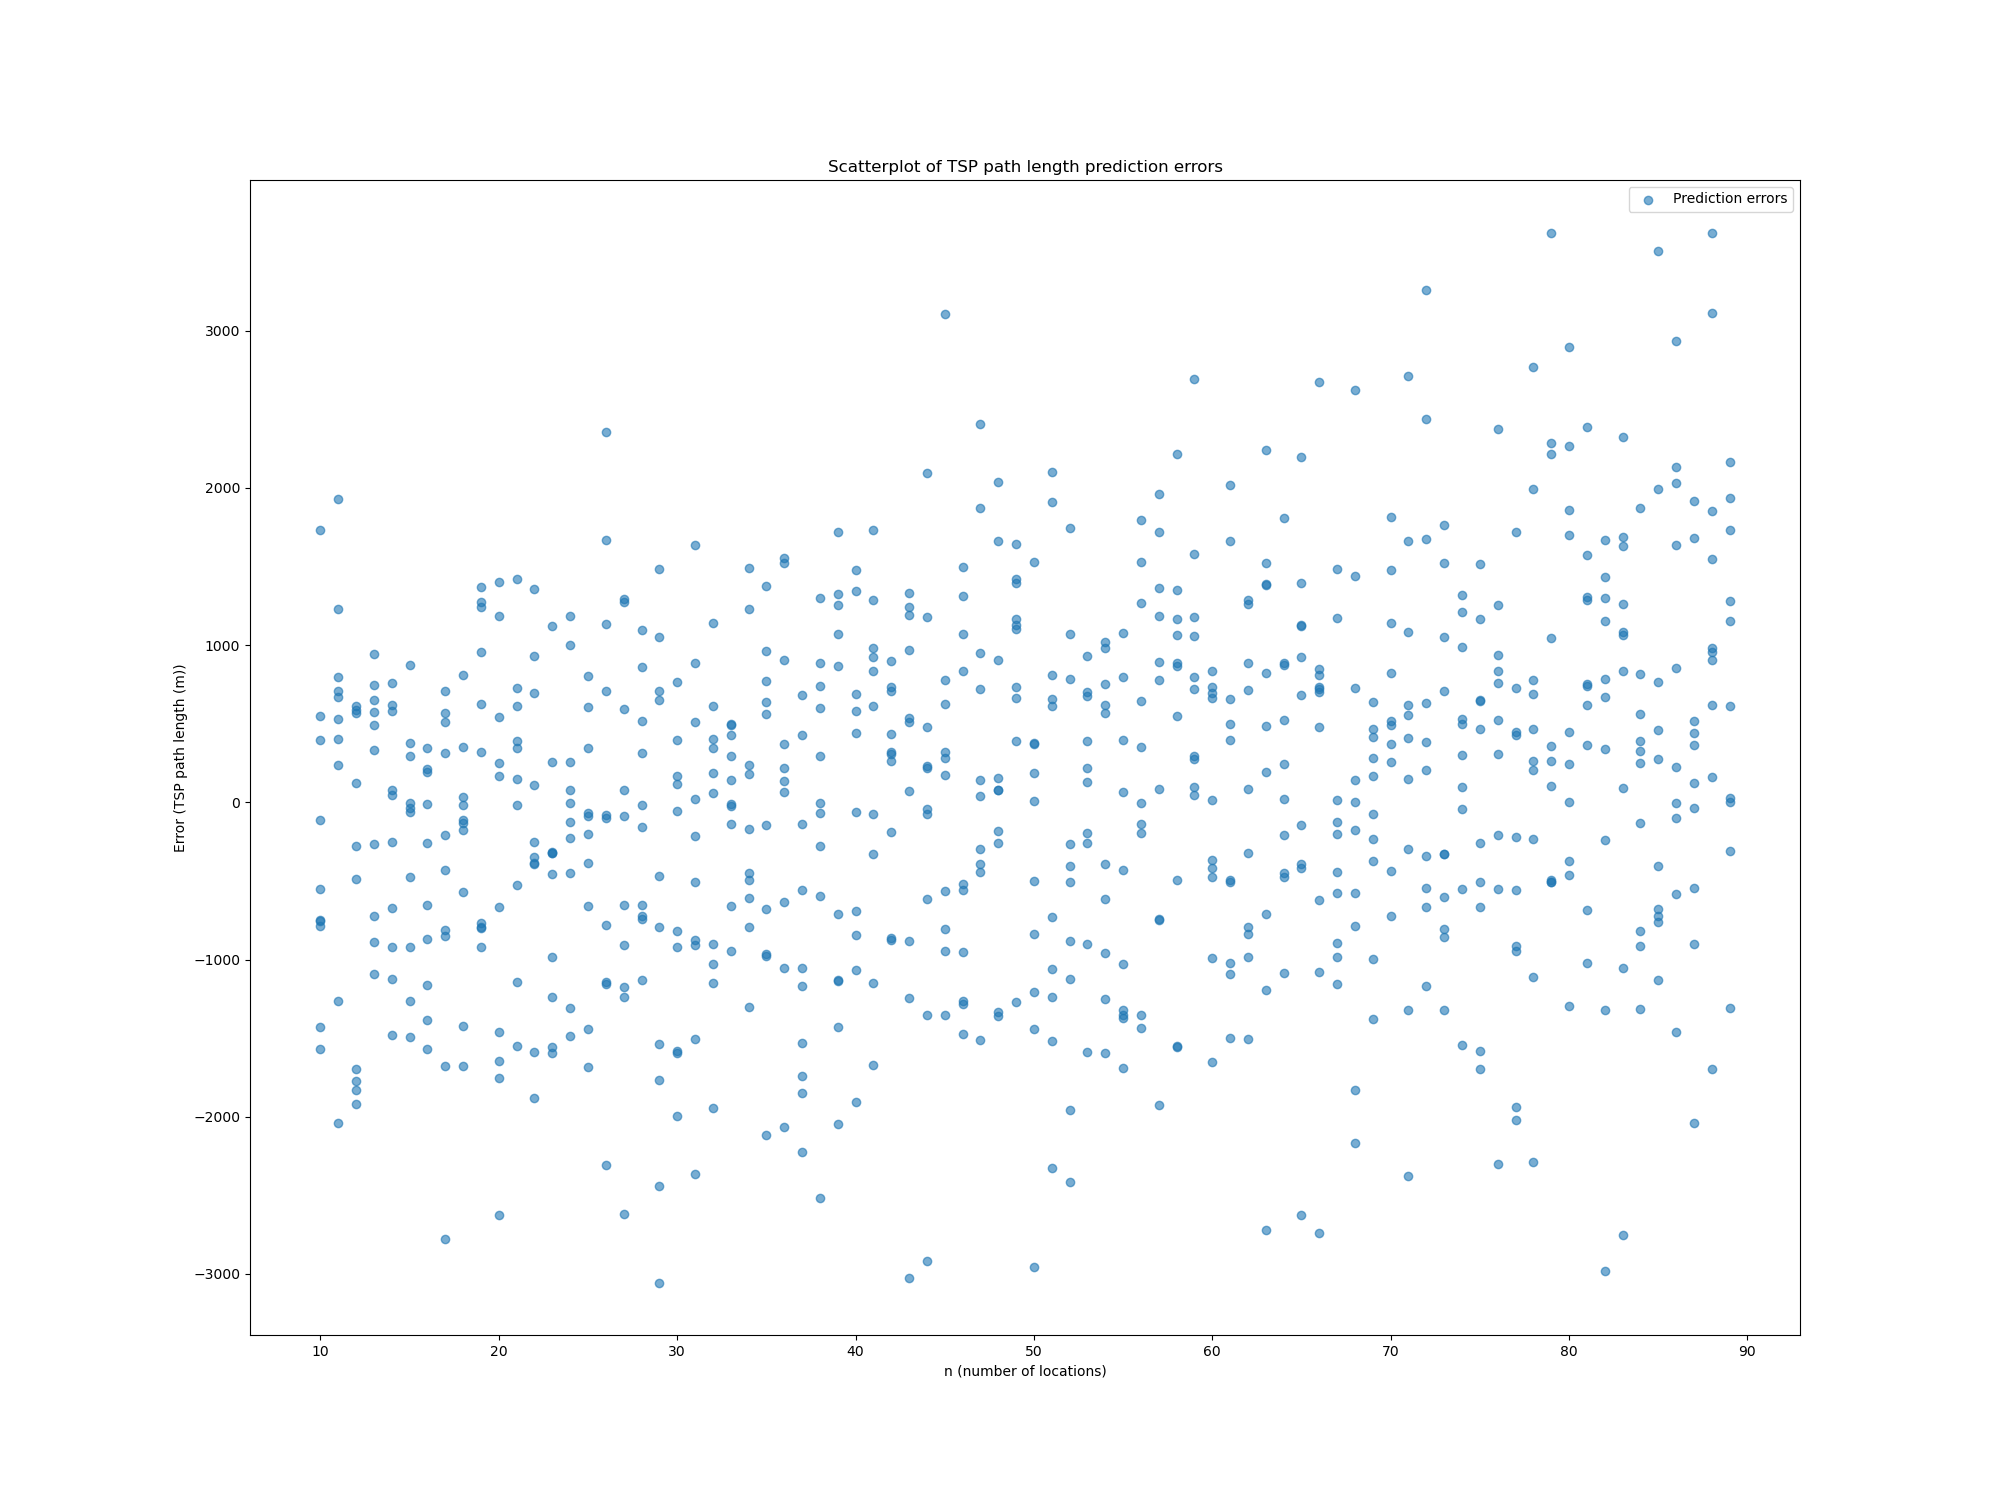 Scatterplot of TSP path length prediction errors
Prediction errors
3000
2000
1000
0
−1000
−2000
−3000
Error (TSP path length (m))
10 20 30 40 50 60 70 80 90
n (number of locations)